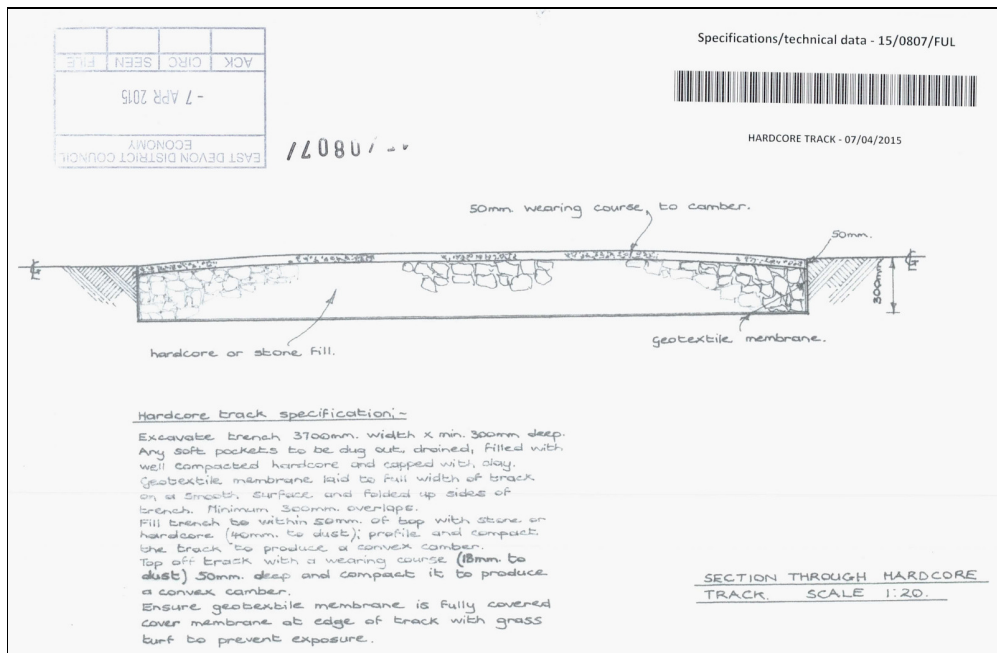 Specifications/technical data - 15/0807/FUL
HARDCORE TRACK - 07/04/2015
ACK CIRC SEEN FILE
- 7 APR 2015
ECONOMY
EAST DEVON DISTRICT COUNCIL
50mm. wearing course, to camber.
50mm.
300mm
hardcore or stone fill.
geotextile membrane.
Hardcore track specification;~
Excavate trench 3700mm. width x min. 300mm deep.
Any soft pockets to be dug out, drained, filled with
well compacted hardcore and capped with clay.
Geotextile membrane laid to full width of track
on a smooth surface and folded up sides of
trench. Minimum 300mm overlaps.
Fill trench to within 50mm. of top with stone or
hardcore (40mm. to dust); profile and compact
the track to produce a convex camber.
Top off track with a wearing course (18mm. to
dust) 50mm. deep and compact it to produce
a convex camber.
Ensure geotextile membrane is fully covered
cover membrane at edge of track with grass
turf to prevent exposure.
SECTION THROUGH HARDCORE
TRACK. SCALE 1:20.